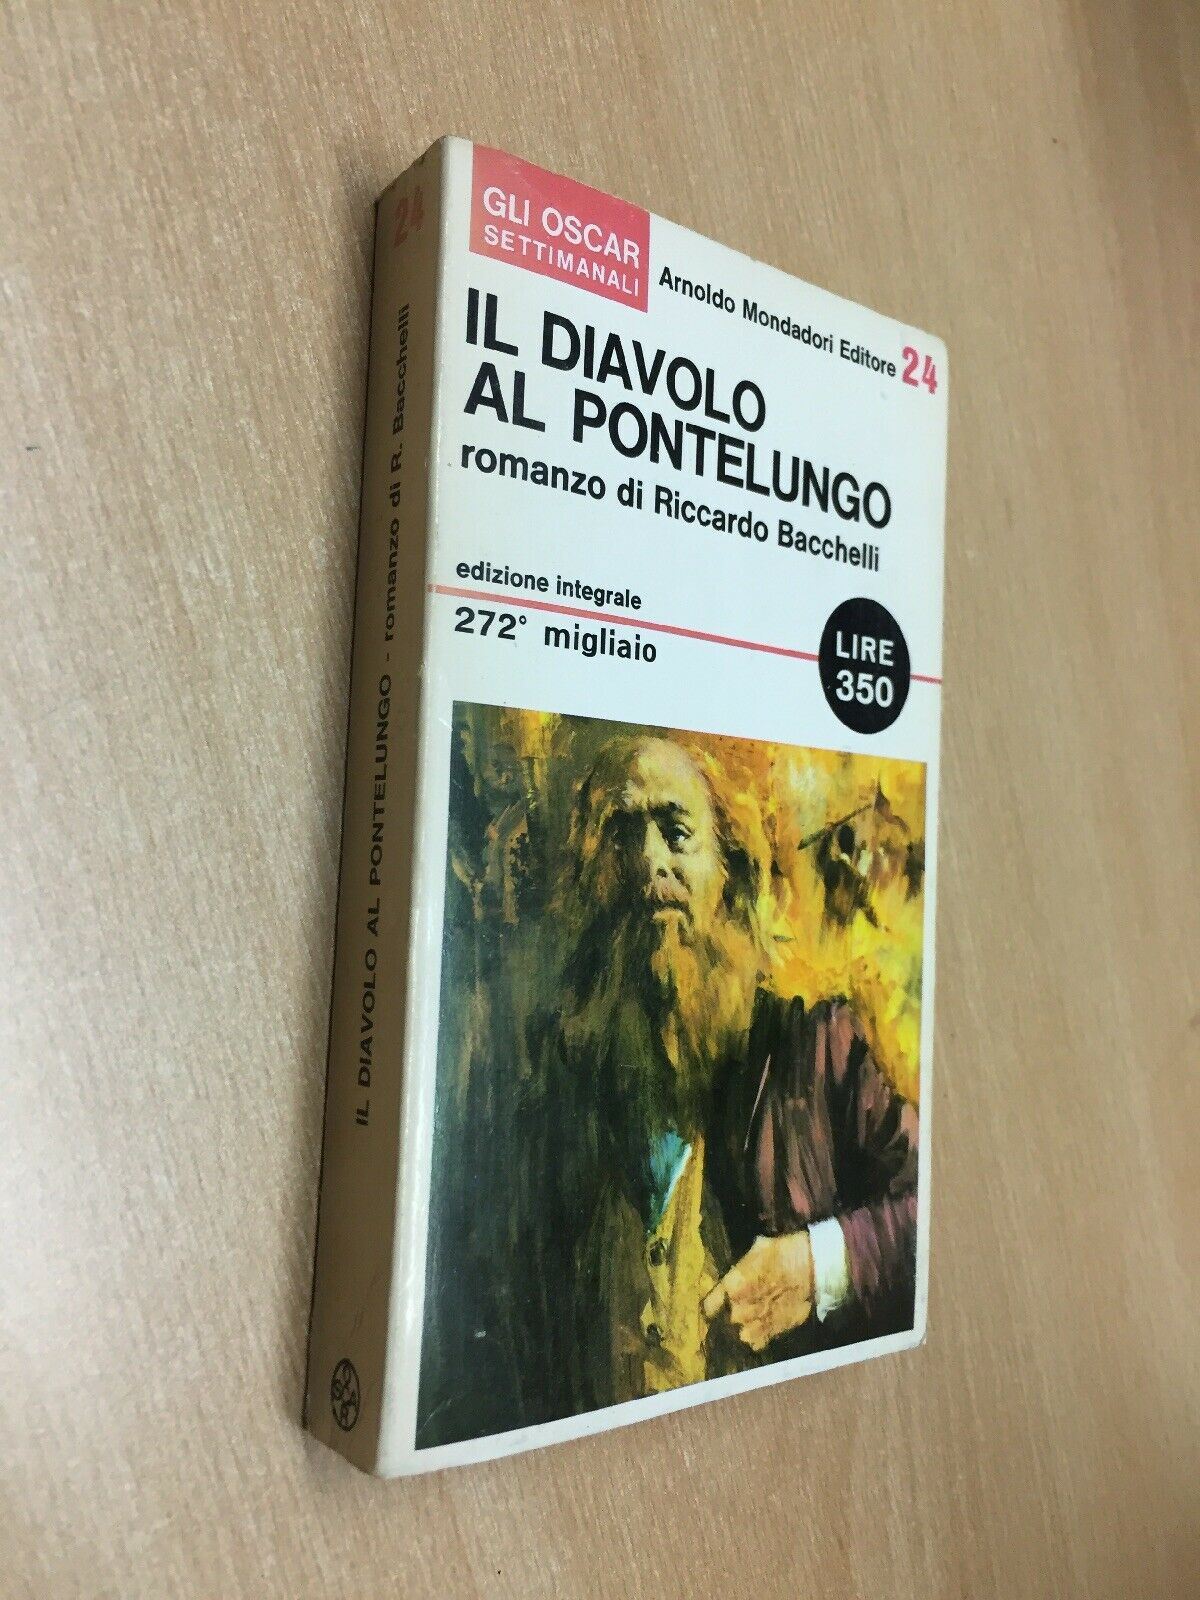 GLI OSCAR
SETTIMANALI
Arnoldo Mondadori Editore 24
IL DIAVOLO
AL PONTELUNGO
romanzo di Riccardo Bacchelli
edizione integrale
272° migliaio
LIRE
350
24
IL DIAVOLO AL PONTELUNGO - romanzo di R. Bacchelli